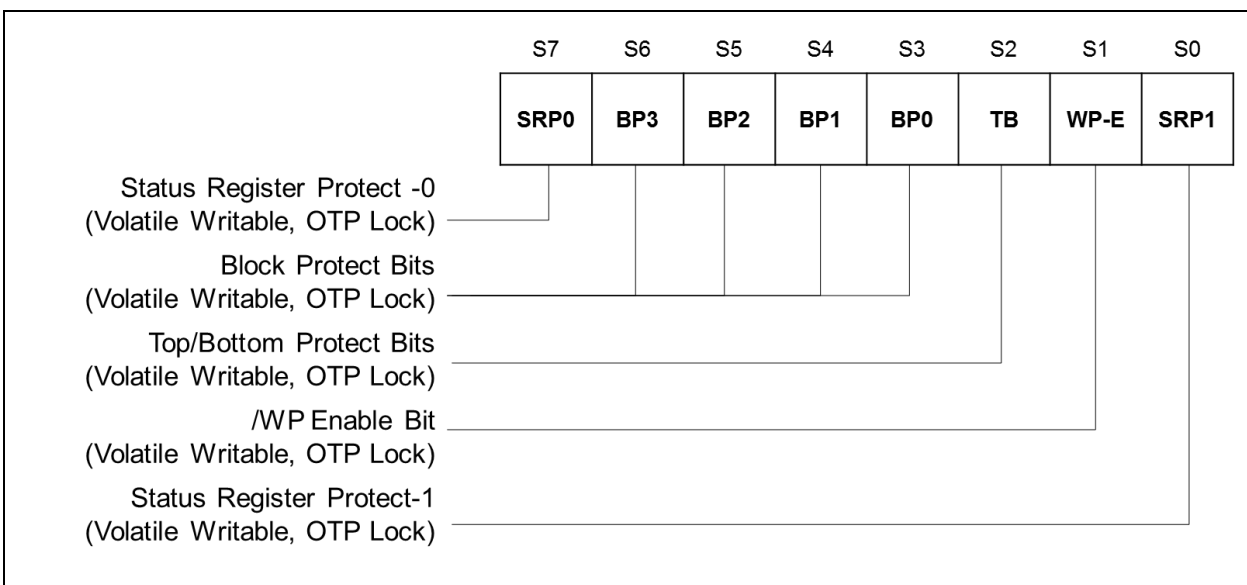 S7 S6 S5 S4 S3 S2 S1 S0
SRP0 BP3 BP2 BP1 BP0 TB WP-E SRP1
Status Register Protect -0
(Volatile Writable, OTP Lock)
Block Protect Bits
(Volatile Writable, OTP Lock)
Top/Bottom Protect Bits
(Volatile Writable, OTP Lock)
/WP Enable Bit
(Volatile Writable, OTP Lock)
Status Register Protect-1
(Volatile Writable, OTP Lock)